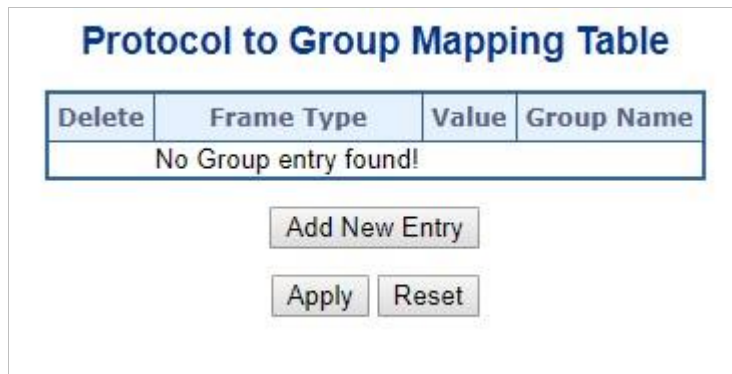 Protocol to Group Mapping Table
Delete Frame Type Value Group Name
No Group entry found!
Add New Entry
Apply Reset